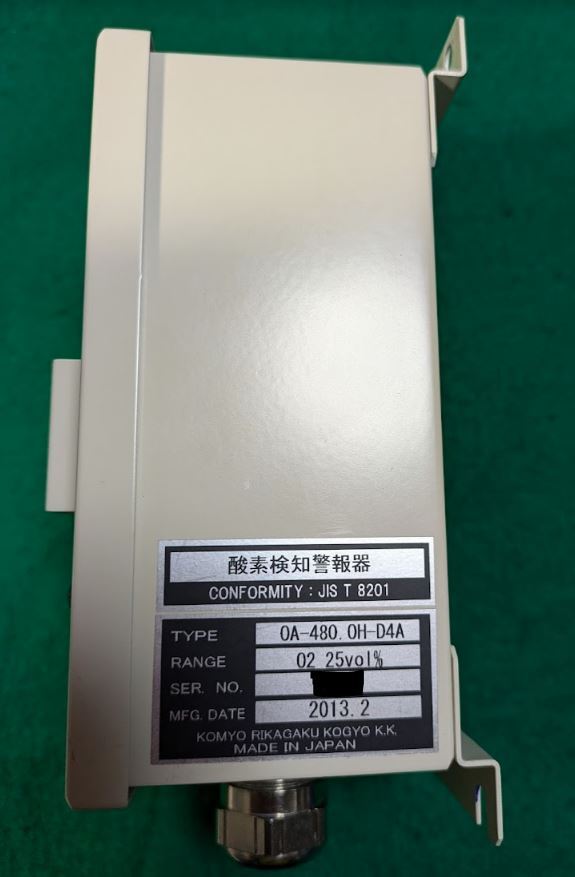 酸素検知警報器
CONFORMITY : JIS T 8201
TYPE OA-480.OH-D4A
RANGE O2 25vol%
SER. NO.
MFG. DATE 2013.2
KOMYO RIKAGAKU KOGYO K.K.
MADE IN JAPAN